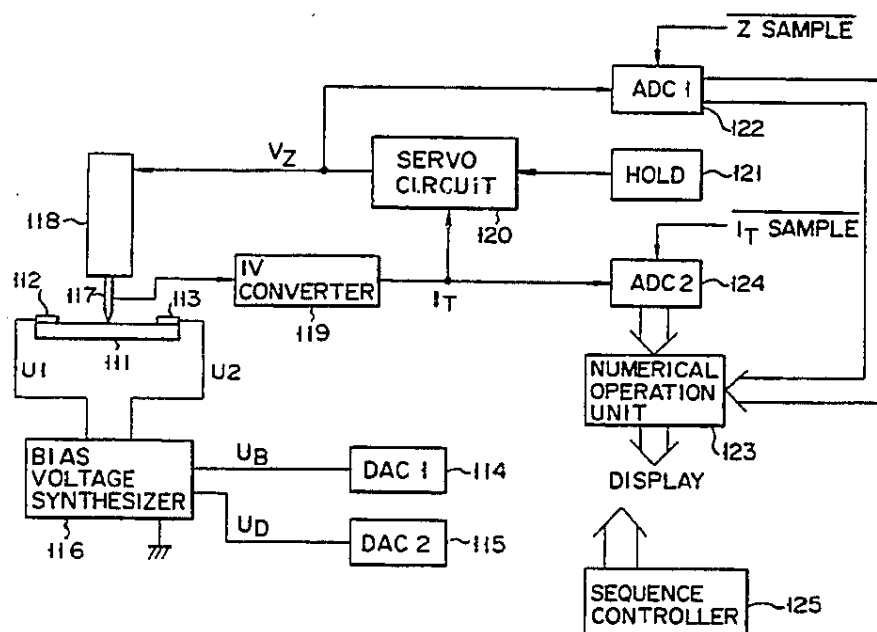 Z SAMPLE
ADC 1
122
VZ
SERVO
CIRCUIT
120
HOLD
121
118
IT SAMPLE
117
IV
CONVERTER
119
IT
ADC 2
124
112
113
111
U1
U2
NUMERICAL
OPERATION
UNIT
123
BIAS
VOLTAGE
SYNTHESIZER
116
UB
DAC 1
114
DISPLAY
UD
DAC 2
115
SEQUENCE
CONTROLLER
125